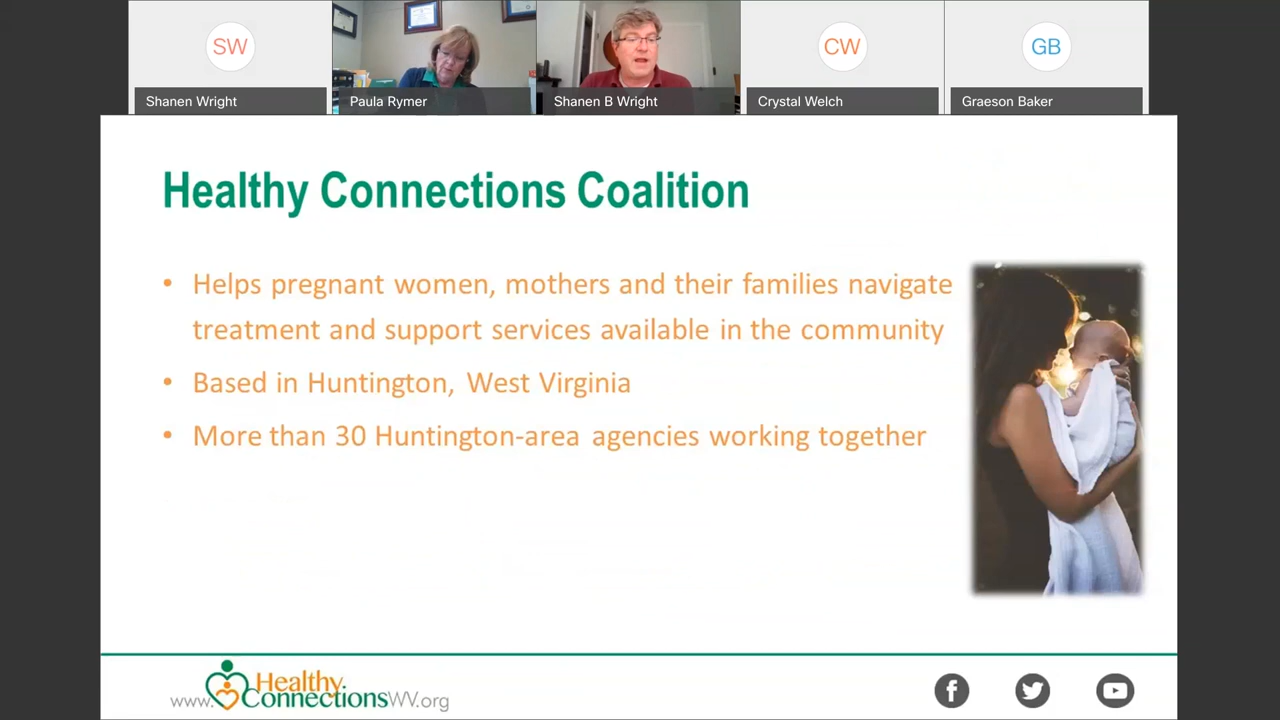 SW
CW
GB
Shanen Wright
Paula Rymer
Shanen B Wright
Crystal Welch
Graeson Baker
Healthy Connections Coalition
• Helps pregnant women, mothers and their families navigate
treatment and support services available in the community
• Based in Huntington, West Virginia
• More than 30 Huntington-area agencies working together
www.HealthyConnectionsWV.org